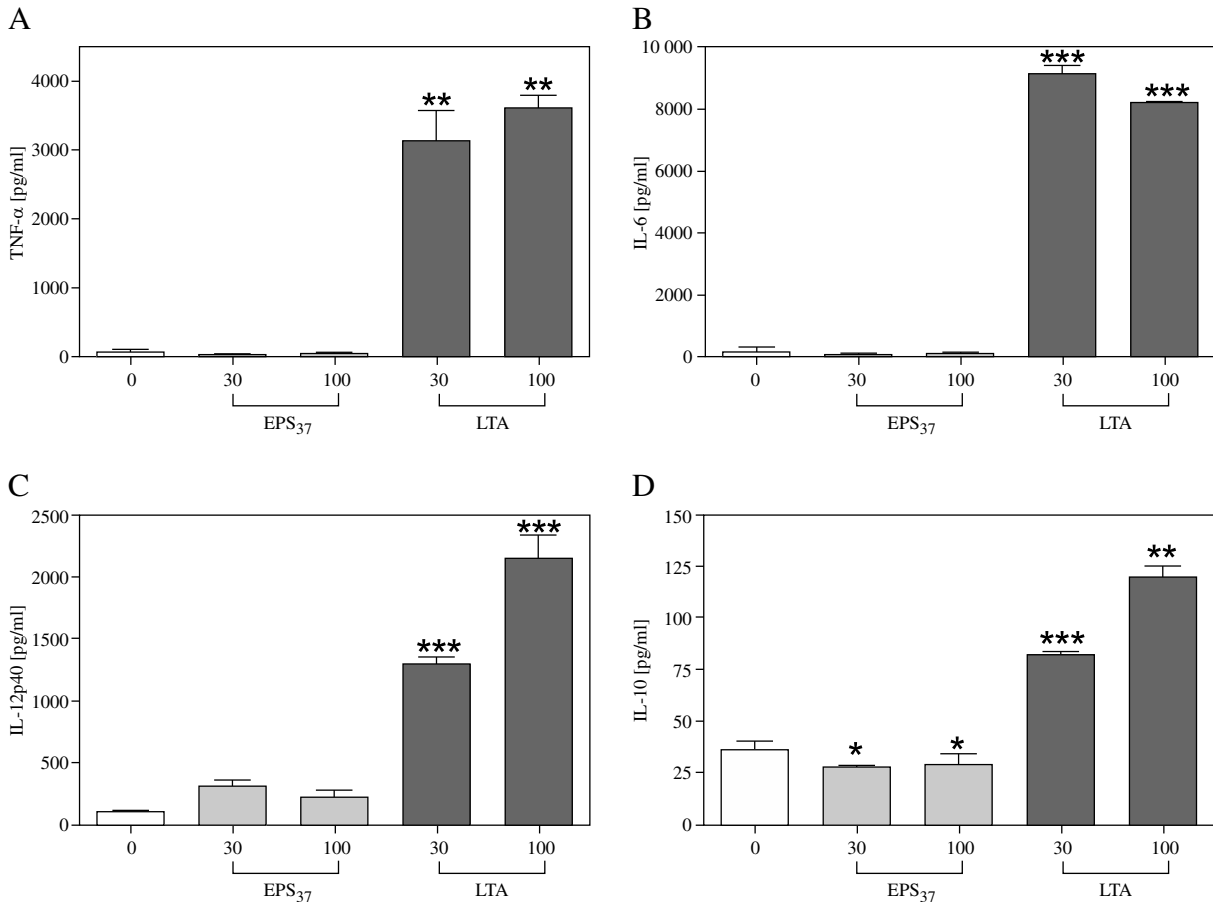 A
TNF-α [pg/ml]
4000
3000
2000
1000
0
**
**
0 30 100 30 100
EPS37 LTA
B
IL-6 [pg/ml]
10 000
8000
6000
4000
2000
0
***
***
0 30 100 30 100
EPS37 LTA
C
IL-12p40 [pg/ml]
2500
2000
1500
1000
500
0
***
***
0 30 100 30 100
EPS37 LTA
D
IL-10 [pg/ml]
150
125
75
50
25
0
*
*
***
**
0 30 100 30 100
EPS37 LTA